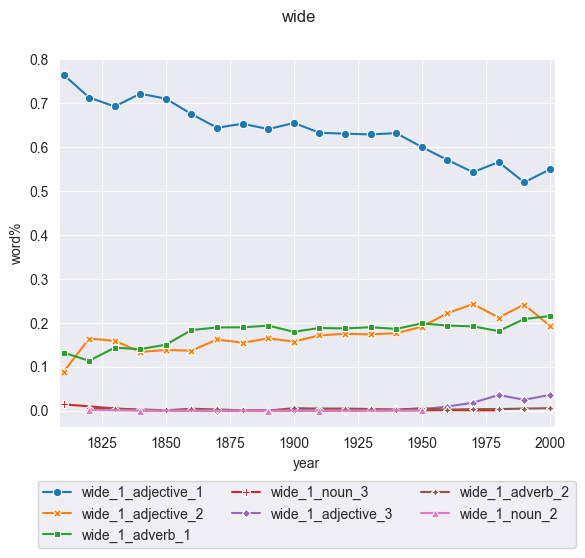 wide
0.8
0.7
0.6
0.5
0.4
0.3
0.2
0.1
0.0
word%
1825 1850 1875 1900 1925 1950 1975 2000
year
wide_1_adjective_1 wide_1_noun_3 wide_1_adverb_2
wide_1_adjective_2 wide_1_adjective_3 wide_1_noun_2
wide_1_adverb_1